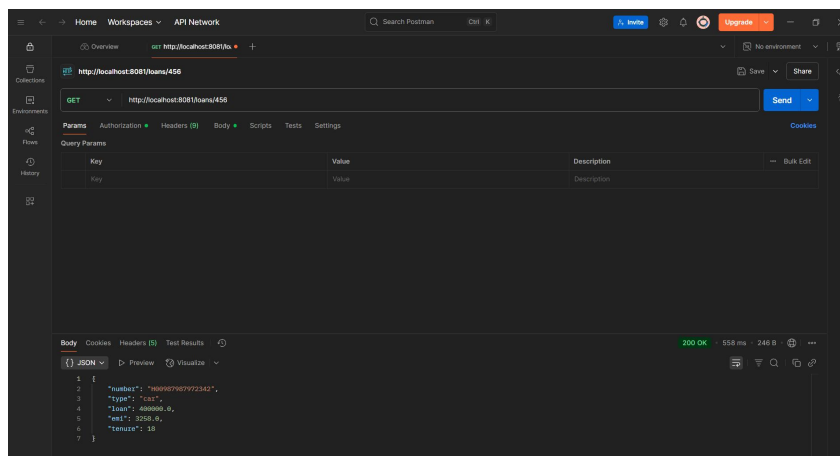 Home Workspaces API Network Search Postman Ctrl K Invite Upgrade
Overview GET http://localhost:8081/loa No environment
Collections
Environments
Flows
History
http://localhost:8081/loans/456 Save Share
GET http://localhost:8081/loans/456 Send
Params Authorization Headers (9) Body Scripts Tests Settings Cookies
Query Params
Key Value Description Bulk Edit
Key Value Description
Body Cookies Headers (5) Test Results 200 OK 558 ms 246 B
{} JSON Preview Visualize
1 {
2 "number": "H00987987972342",
3 "type": "car",
4 "loan": 400000.0,
5 "emi": 3258.0,
6 "tenure": 18
7 }